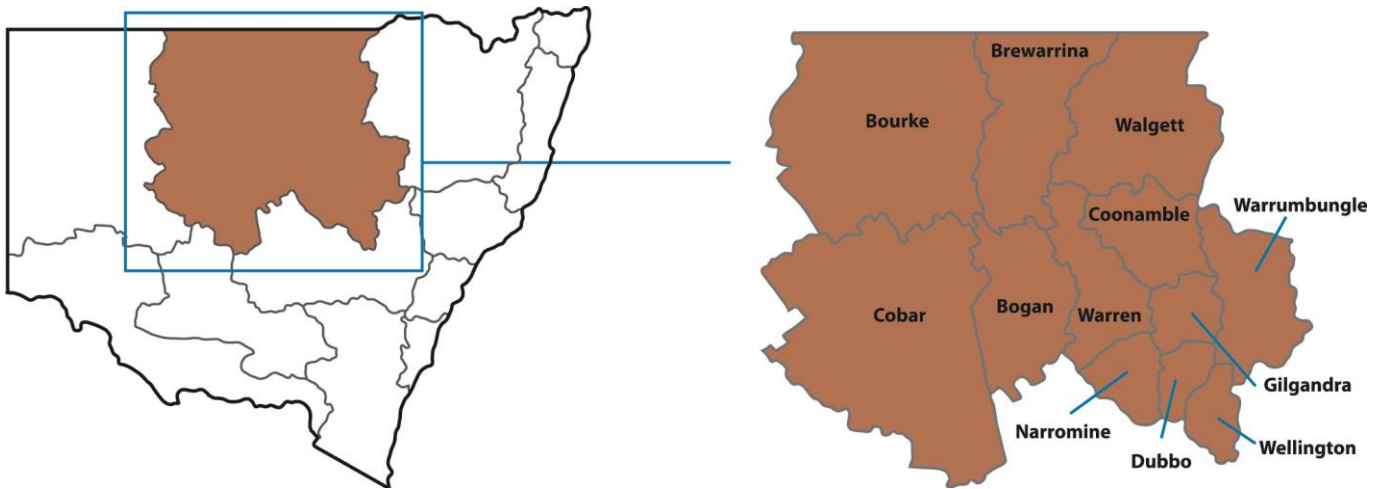 Brewarrina
Bourke
Walgett
Warrumbungle
Coonamble
Cobar
Bogan
Warren
Gilgandra
Narromine
Dubbo
Wellington